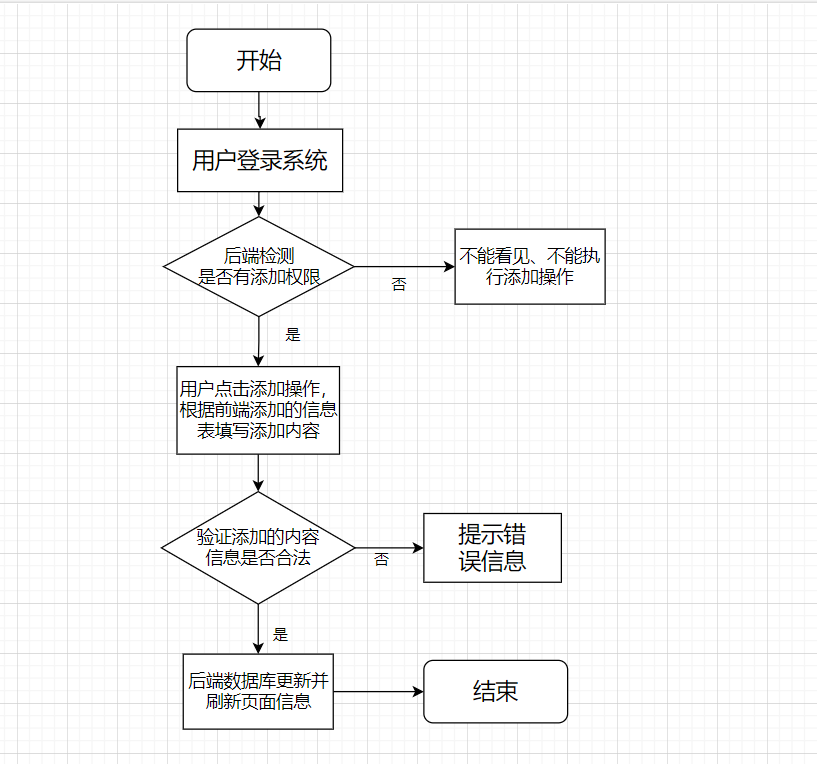 开始
用户登录系统
后端检测
是否有添加权限
否
不能看见、不能执
行添加操作
是
用户点击添加操作，
根据前端添加的信息
表填写添加内容
验证添加的内容
信息是否合法
否
提示错
误信息
是
后端数据库更新并
刷新页面信息
结束